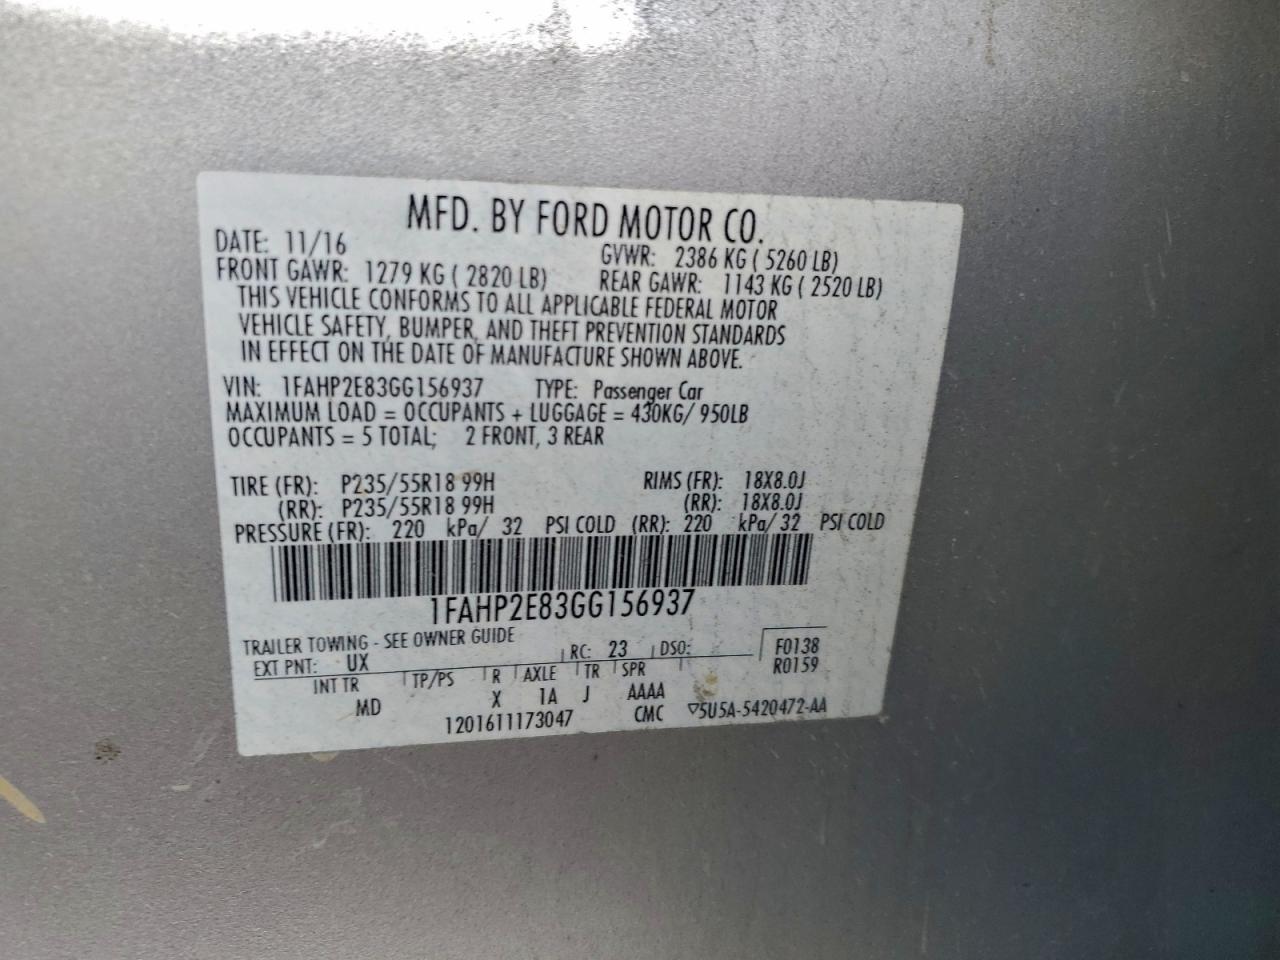 MFD. BY FORD MOTOR CO.
DATE: 11/16 GVWR: 2386 KG ( 5260 LB)
FRONT GAWR: 1279 KG ( 2820 LB) REAR GAWR: 1143 KG ( 2520 LB)
THIS VEHICLE CONFORMS TO ALL APPLICABLE FEDERAL MOTOR
VEHICLE SAFETY, BUMPER, AND THEFT PREVENTION STANDARDS
IN EFFECT ON THE DATE OF MANUFACTURE SHOWN ABOVE.
VIN: 1FAHP2E83GG156937 TYPE: Passenger Car
MAXIMUM LOAD = OCCUPANTS + LUGGAGE = 430KG/ 950LB
OCCUPANTS = 5 TOTAL; 2 FRONT, 3 REAR
TIRE (FR): P235/55R18 99H RIMS (FR): 18X8.0J
(RR): P235/55R18 99H (RR): 18X8.0J
PRESSURE (FR): 220 kPa/ 32 PSI COLD (RR): 220 kPa/ 32 PSI COLD
1FAHP2E83GG156937
TRAILER TOWING - SEE OWNER GUIDE
EXT PNT: UX RC: 23 DSO: F0138
R0159
INT TR TP/PS R AXLE TR SPR
MD X 1A J AAAA
1201611173047 CMC ▽5U5A-5420472-AA